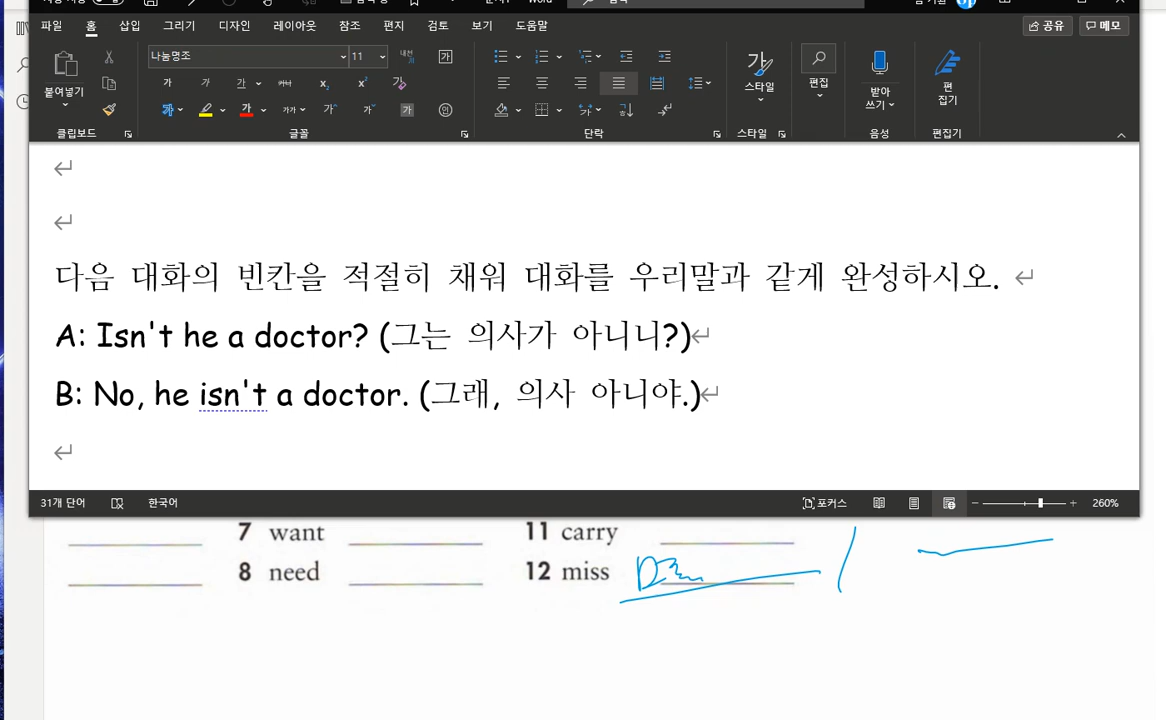 파일 홈 삽입 그리기 디자인 레이아웃 참조 편지 검토 보기 도움말 공유 메모
나눔명조 11
붙여넣기 스타일 편집 받아쓰기 편집기
클립보드 글꼴 단락 스타일 음성 편집기
다음 대화의 빈칸을 적절히 채워 대화를 우리말과 같게 완성하시오.
A: Isn't he a doctor? (그는 의사가 아니니?)
B: No, he isn't a doctor. (그래, 의사 아니야.)
31개 단어 한국어 포커스 260%
7 want 11 carry
8 need 12 miss